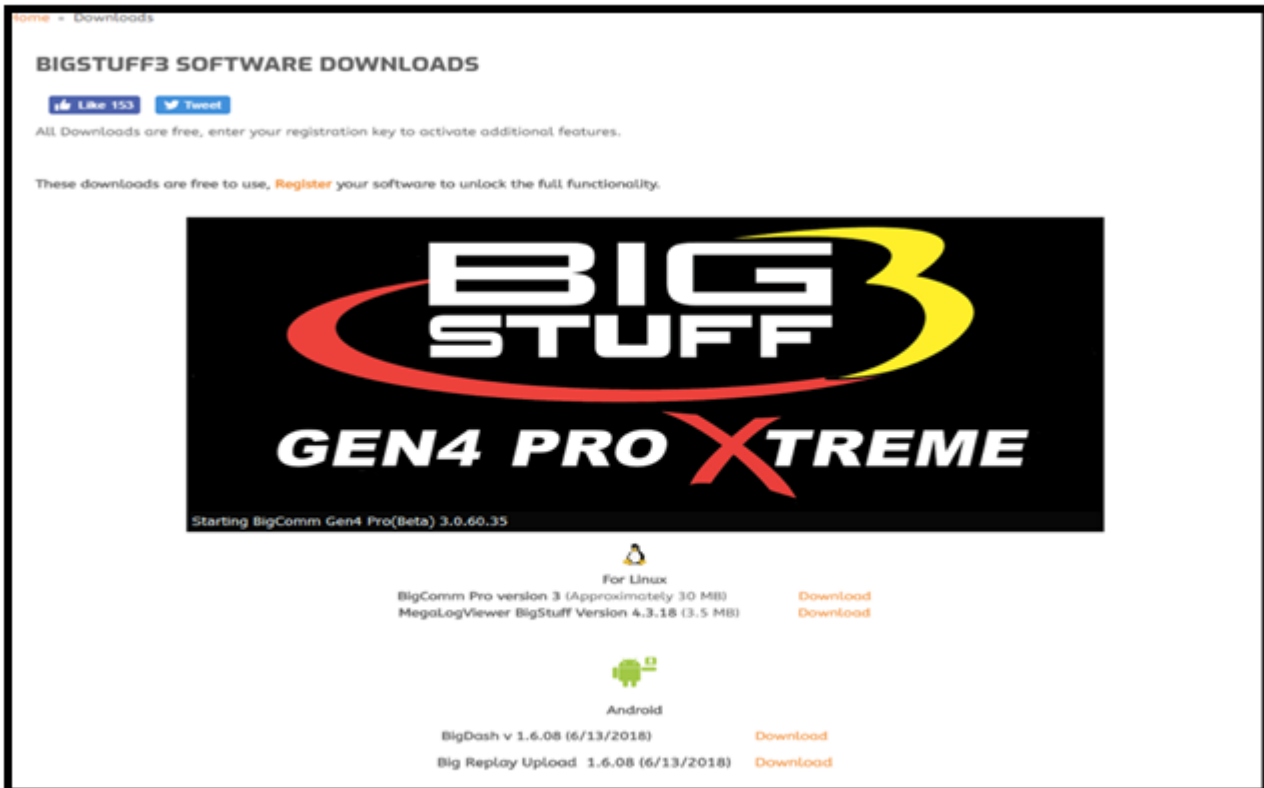 Home » Downloads
BIGSTUFF3 SOFTWARE DOWNLOADS
Like 153 Tweet
All Downloads are free, enter your registration key to activate additional features.
These downloads are free to use, Register your software to unlock the full functionality.
BIG 3
STUFF
GEN4 PRO XTREME
Starting BigComm Gen4 Pro(Beta) 3.0.60.35
For Linux
BigComm Pro version 3 (Approximately 30 MB) Download
MegaLogViewer BigStuff Version 4.3.18 (3.5 MB) Download
Android
BigDash v 1.6.08 (6/13/2018) Download
Big Replay Upload 1.6.08 (6/13/2018) Download